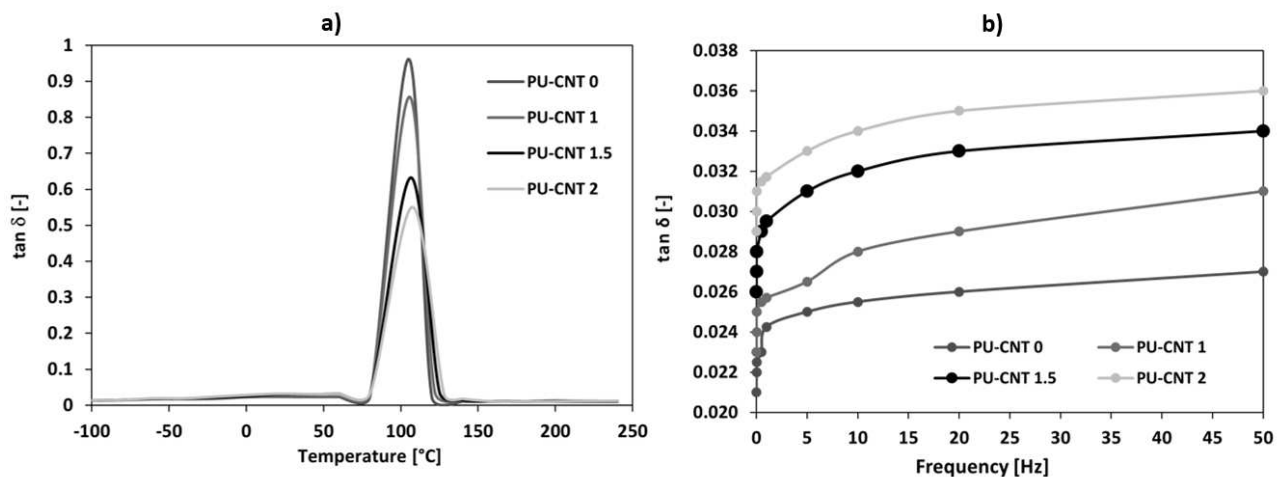 a)
1
0.9
0.8
0.7
0.6
0.5
0.4
0.3
0.2
0.1
0
tan δ [-]
PU-CNT 0
PU-CNT 1
PU-CNT 1.5
PU-CNT 2
-100 -50 0 50 100 150 200 250
Temperature [°C]
b)
0.038
0.036
0.034
0.032
0.030
0.028
0.026
0.024
0.022
0.020
tan δ [-]
PU-CNT 0 PU-CNT 1
PU-CNT 1.5 PU-CNT 2
0 5 10 15 20 25 30 35 40 45 50
Frequency [Hz]